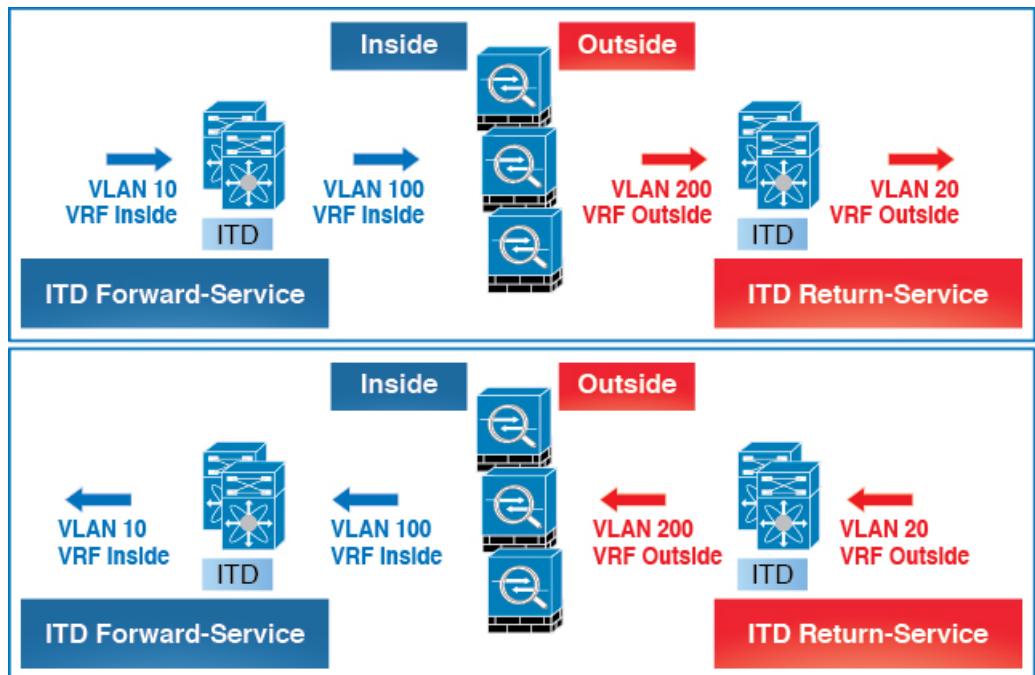 Inside
Outside
VLAN 10
VRF Inside
VLAN 100
VRF Inside
VLAN 200
VRF Outside
VLAN 20
VRF Outside
ITD
ITD
ITD Forward-Service
ITD Return-Service
Inside
Outside
VLAN 10
VRF Inside
VLAN 100
VRF Inside
VLAN 200
VRF Outside
VLAN 20
VRF Outside
ITD
ITD
ITD Forward-Service
ITD Return-Service